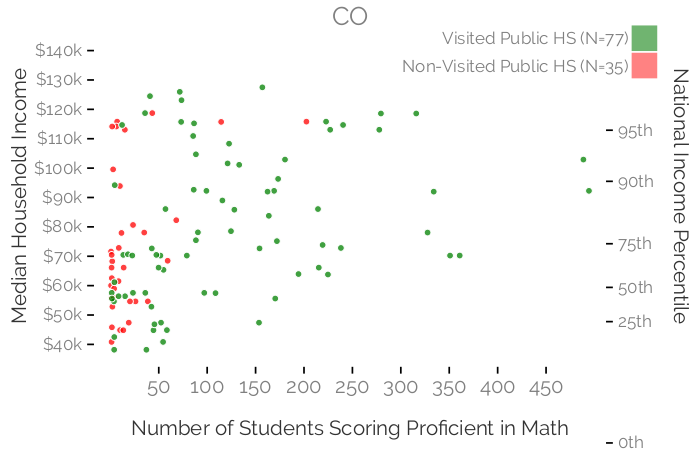 CO
Visited Public HS (N=77)
Non-Visited Public HS (N=35)
Median Household Income
$140k
$130k
$120k
$110k
$100k
$90k
$80k
$70k
$60k
$50k
$40k
National Income Percentile
95th
90th
75th
50th
25th
0th
50 100 150 200 250 300 350 400 450
Number of Students Scoring Proficient in Math